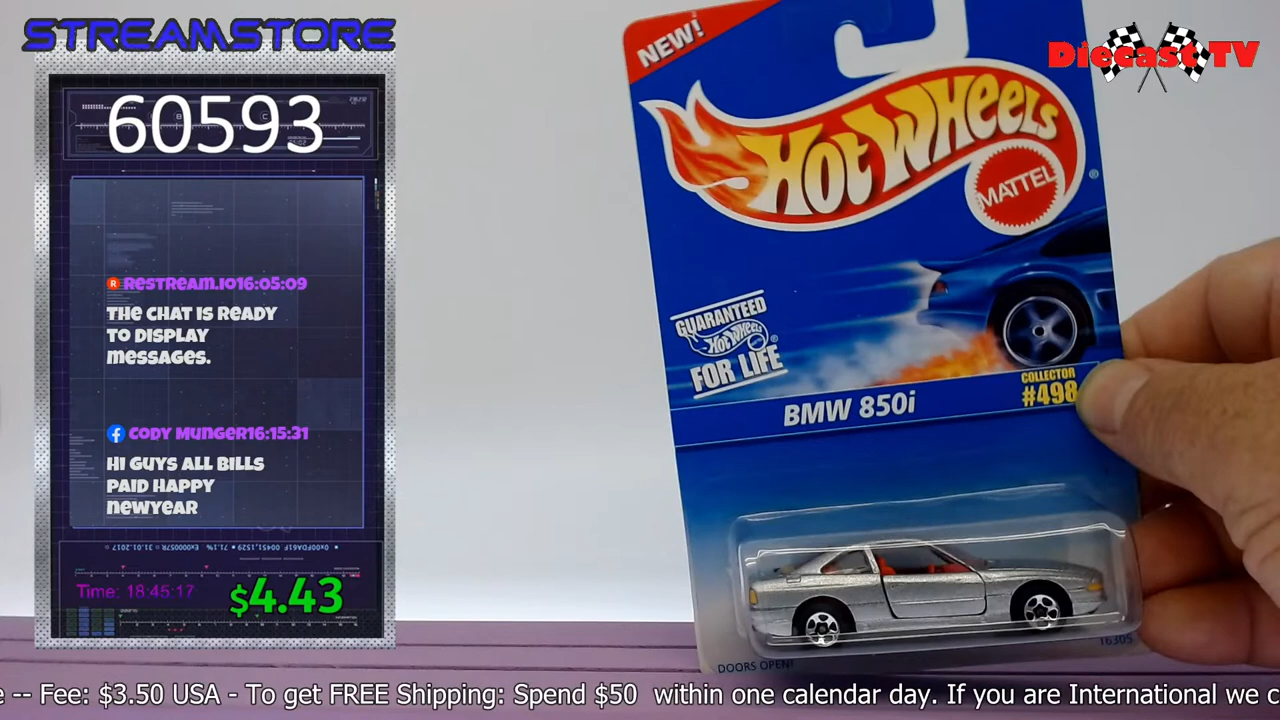 STREAMSTORE
60593
Restream.io16:05:09
THE CHAT IS READY
TO DISPLAY
MESSAGES.
Cody Munger16:15:31
HI GUYS ALL BILLS
PAID HAPPY
NEWYEAR
Time: 18:45:17
$4.43
Diecast TV
NEW!
HOT WHEELS
MATTEL
®
GUARANTEED
HOT WHEELS
FOR LIFE
COLLECTOR
#498
BMW 850i
DOORS OPEN!
16305
-- Fee: $3.50 USA - To get FREE Shipping: Spend $50 within one calendar day. If you are International we